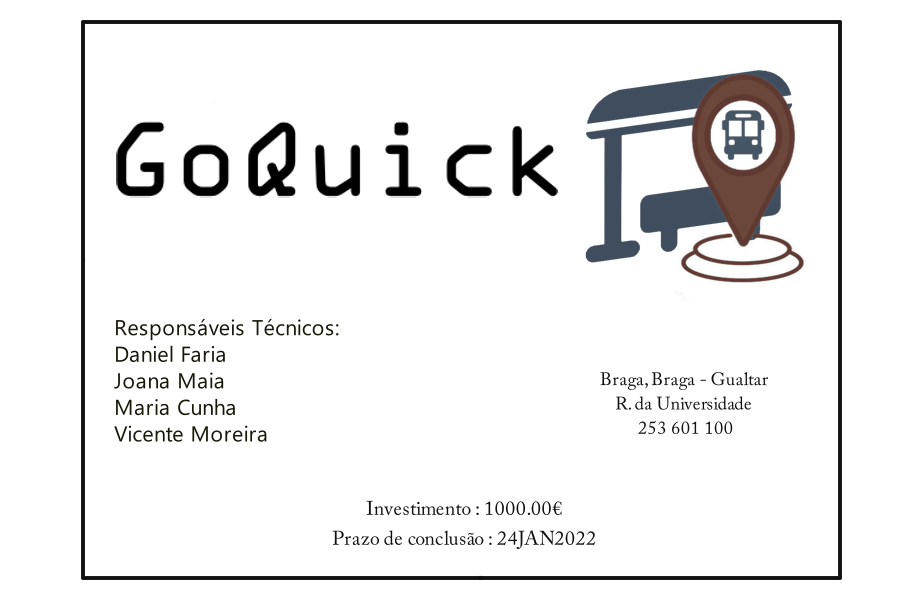 GoQuick
Responsáveis Técnicos:
Daniel Faria
Joana Maia
Maria Cunha
Vicente Moreira
Braga, Braga - Gualtar
R. da Universidade
253 601 100
Investimento : 1000.00€
Prazo de conclusão : 24JAN2022